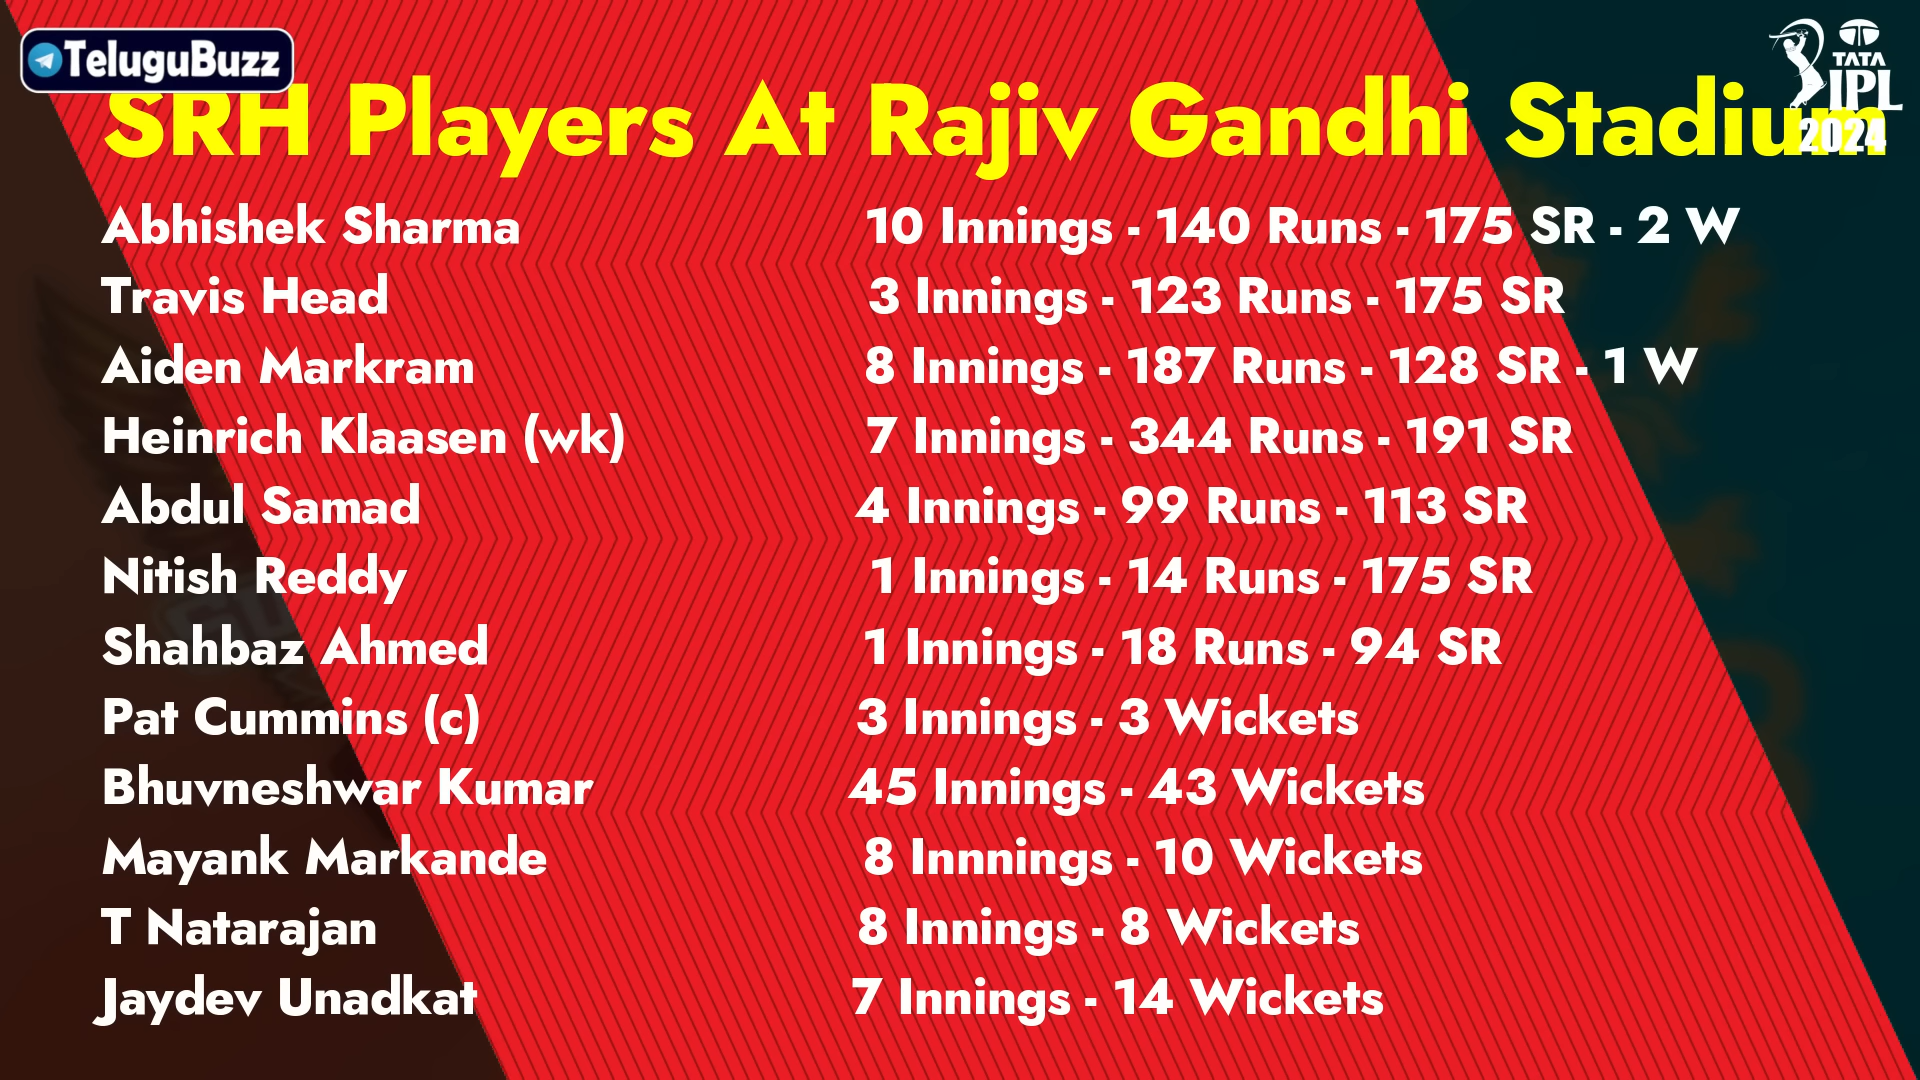 TeluguBuzz
TATA
IPL
2024
SRH Players At Rajiv Gandhi Stadium
Abhishek Sharma 10 Innings - 140 Runs - 175 SR - 2 W
Travis Head 3 Innings - 123 Runs - 175 SR
Aiden Markram 8 Innings - 187 Runs - 128 SR - 1 W
Heinrich Klaasen (wk) 7 Innings - 344 Runs - 191 SR
Abdul Samad 4 Innings - 99 Runs - 113 SR
Nitish Reddy 1 Innings - 14 Runs - 175 SR
Shahbaz Ahmed 1 Innings - 18 Runs - 94 SR
Pat Cummins (c) 3 Innings - 3 Wickets
Bhuvneshwar Kumar 45 Innings - 43 Wickets
Mayank Markande 8 Innnings - 10 Wickets
T Natarajan 8 Innings - 8 Wickets
Jaydev Unadkat 7 Innings - 14 Wickets